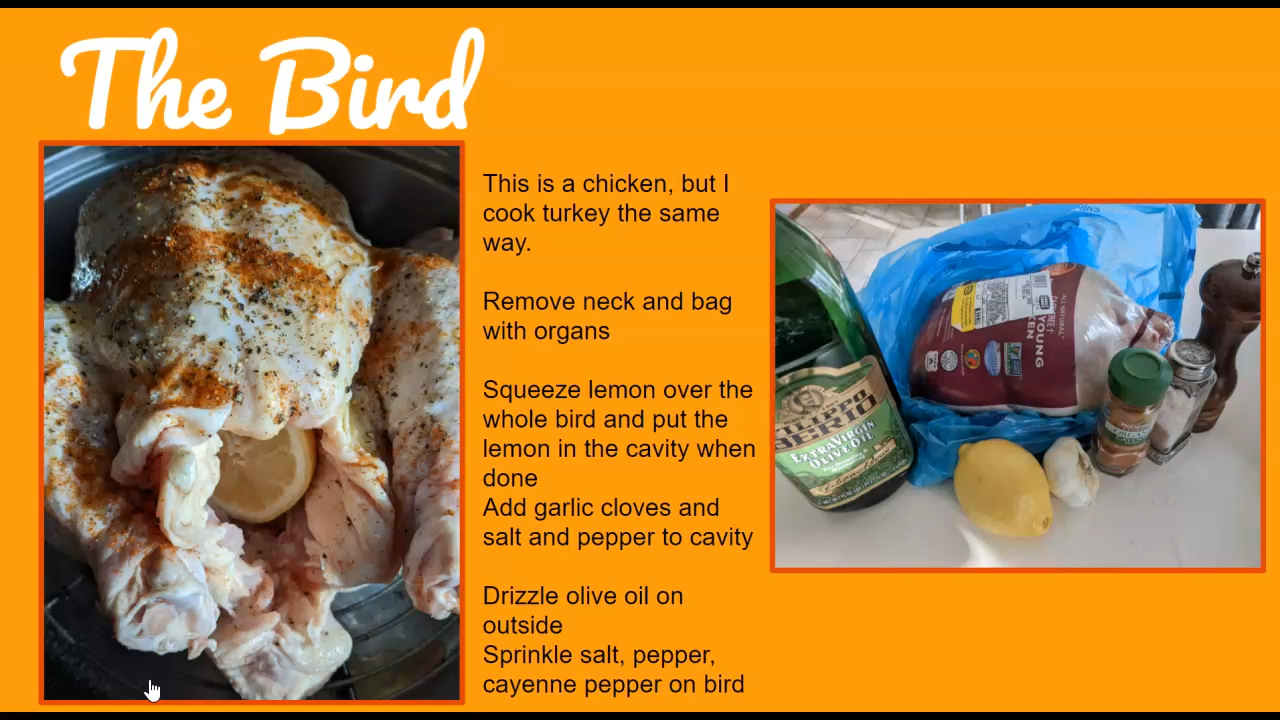 The Bird
This is a chicken, but I
cook turkey the same
way.
Remove neck and bag
with organs
Squeeze lemon over the
whole bird and put the
lemon in the cavity when
done
Add garlic cloves and
salt and pepper to cavity
Drizzle olive oil on
outside
Sprinkle salt, pepper,
cayenne pepper on bird
ALL NATURAL
YOUNG
BERIO
EXTRA VIRGIN
OLIVE OIL